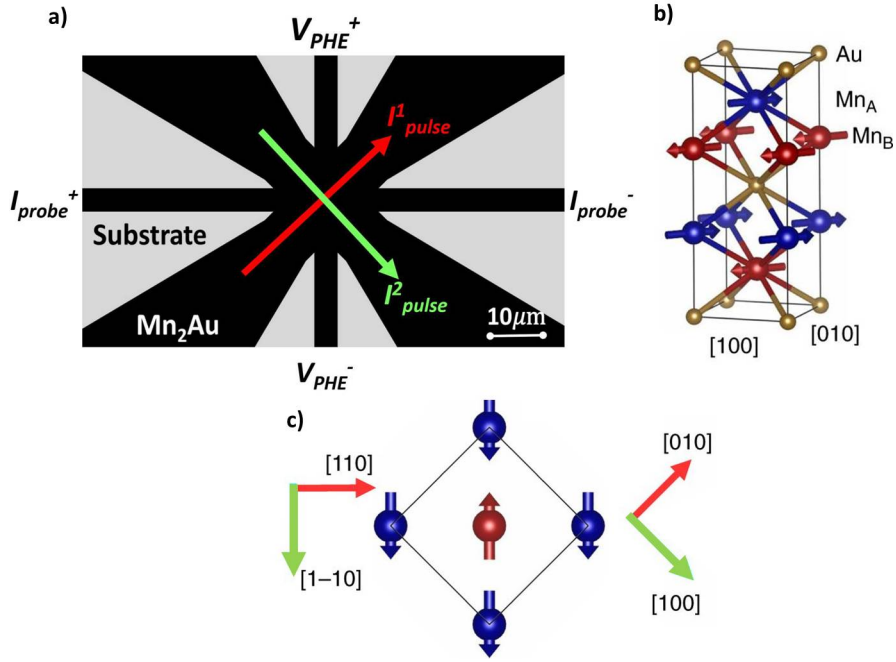 a)
V_PHE^+
I^1_pulse
I_probe^+
I_probe^-
Substrate
I^2_pulse
Mn₂Au
10μm
V_PHE^-
b)
Au
Mn_A
Mn_B
[100]
[010]
c)
[110]
[1–10]
[010]
[100]